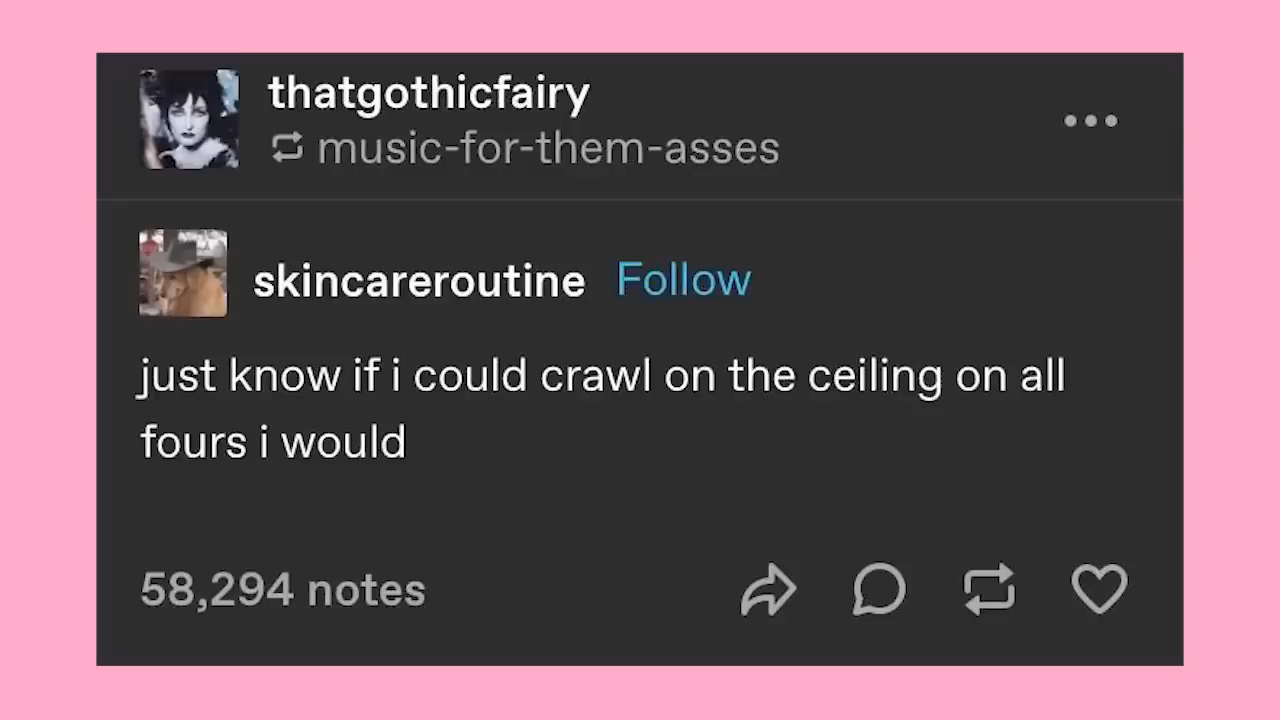 thatgothicfairy
music-for-them-asses
skincareroutine Follow
just know if i could crawl on the ceiling on all
fours i would
58,294 notes